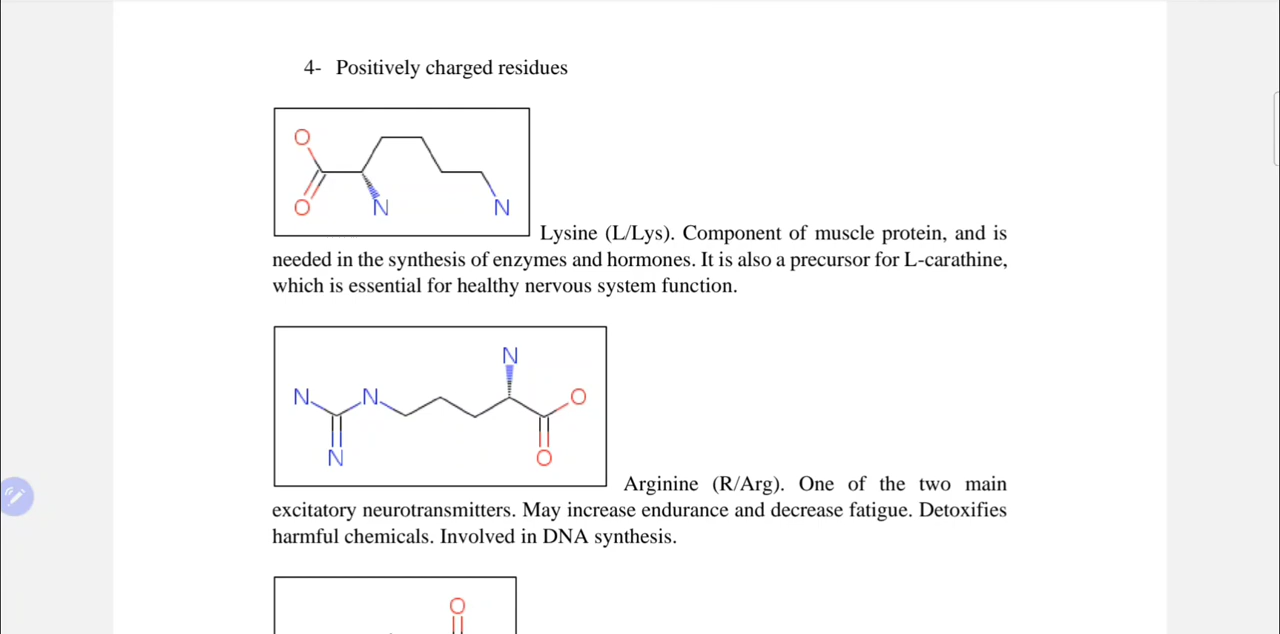 4- Positively charged residues
O
O
N
N
Lysine (L/Lys). Component of muscle protein, and is
needed in the synthesis of enzymes and hormones. It is also a precursor for L-carathine,
which is essential for healthy nervous system function.
N
N
N
O
N
O
Arginine (R/Arg). One of the two main
excitatory neurotransmitters. May increase endurance and decrease fatigue. Detoxifies
harmful chemicals. Involved in DNA synthesis.
O